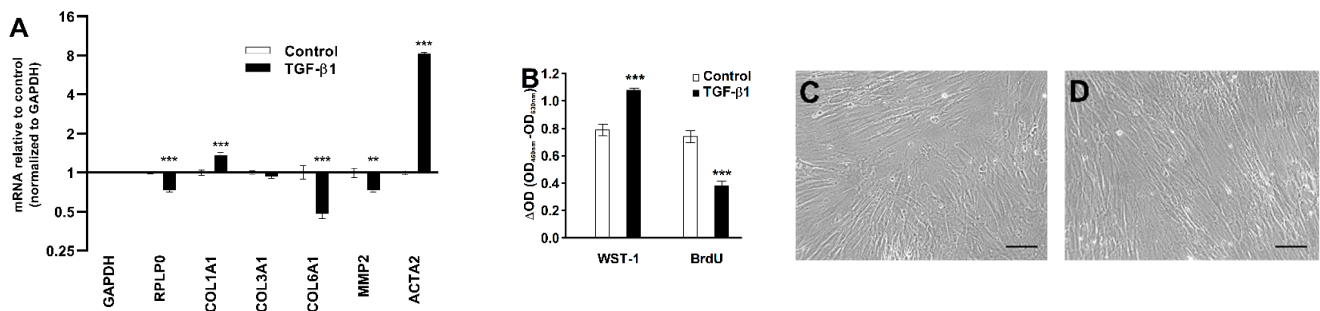 A
mRNA relative to control
(normalized to GAPDH)
16
8
4
2
1
0.5
0.25
Control
TGF-β1
***
***
***
**
***
GAPDH
RPLP0
COL1A1
COL3A1
COL6A1
MMP2
ACTA2
B
ΔOD (OD450nm -OD630nm)
1.2
1.0
0.8
0.6
0.4
0.2
0.0
Control
TGF-β1
***
***
WST-1
BrdU
C
D